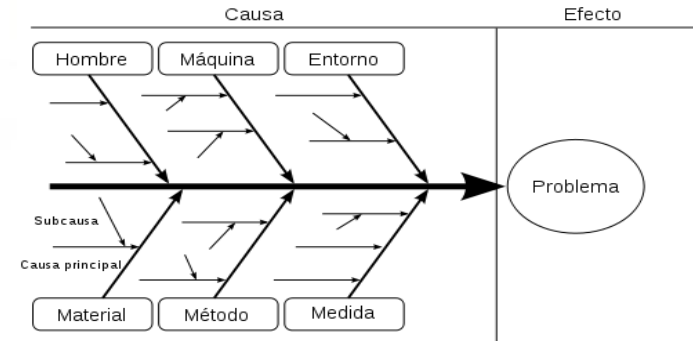 Causa
Efecto
Hombre
Máquina
Entorno
Problema
Subcausa
Causa principal
Material
Método
Medida